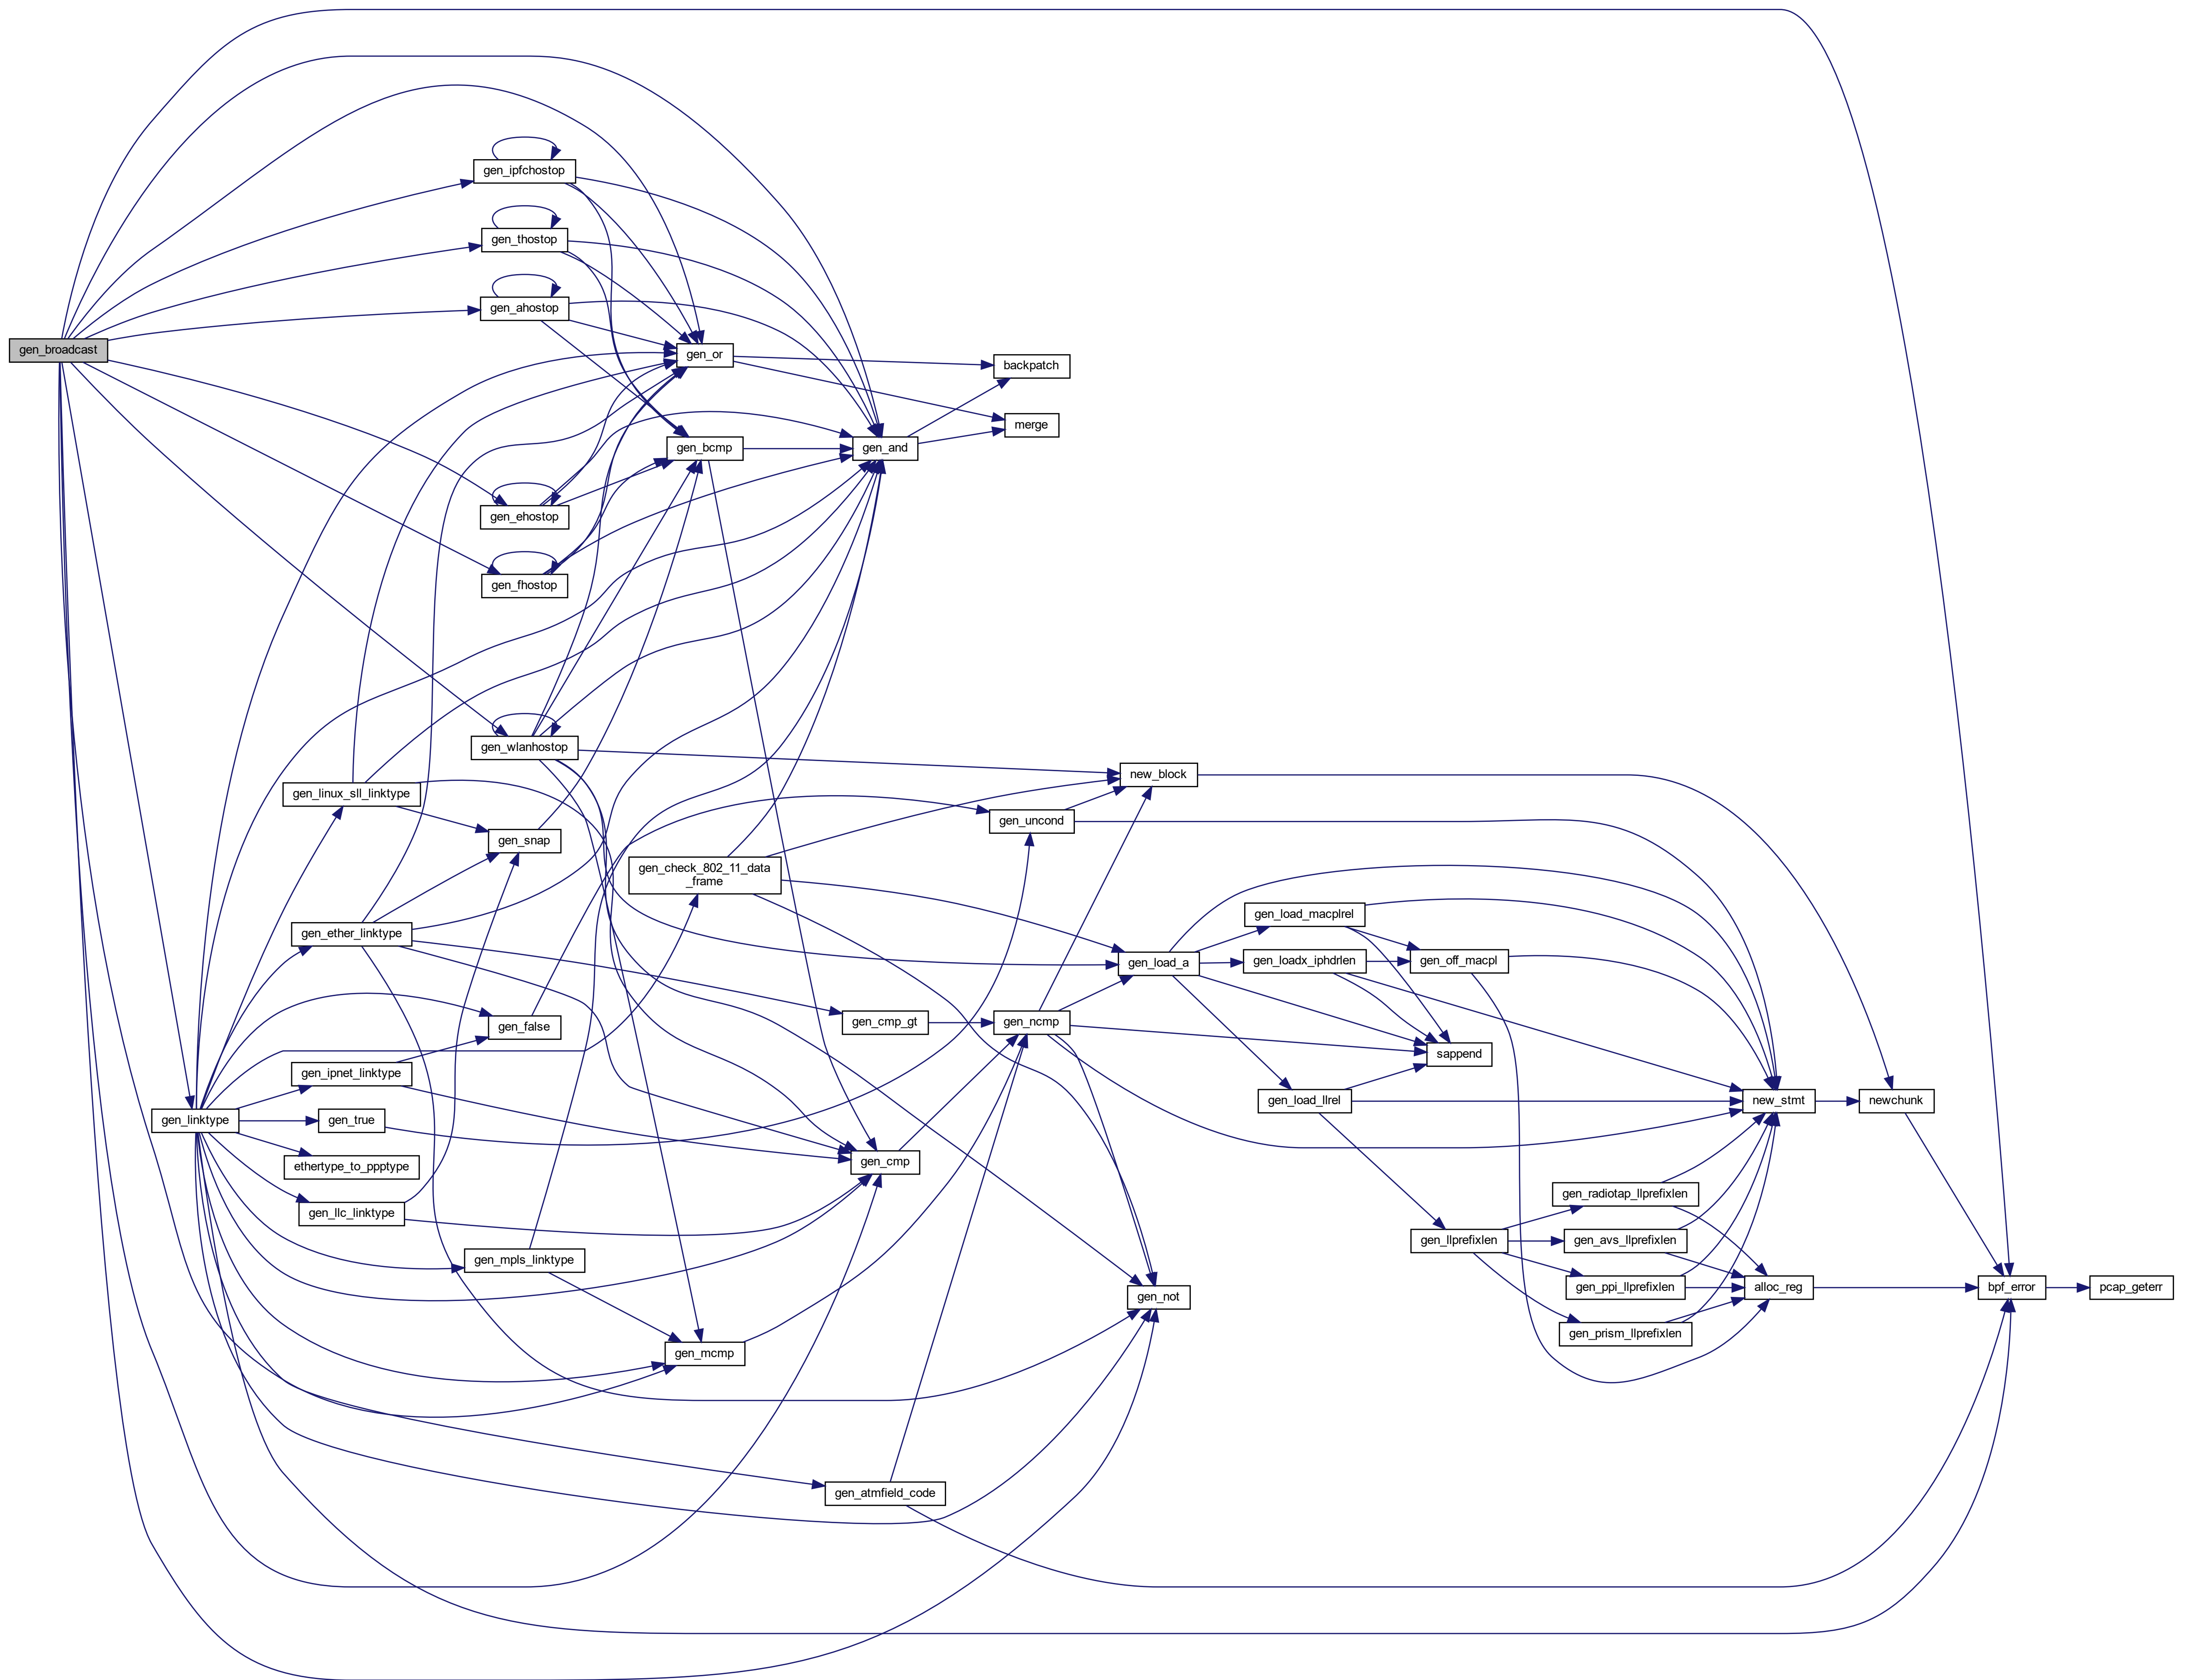 gen_ipfchostop
gen_thostop
gen_ahostop
gen_broadcast
gen_or
backpatch
merge
gen_bcmp
gen_and
gen_ehostop
gen_fhostop
gen_wlanhostop
new_block
gen_linux_sll_linktype
gen_uncond
gen_snap
gen_check_802_11_data
_frame
gen_load_macplrel
gen_ether_linktype
gen_load_a
gen_loadx_iphdrlen
gen_off_macpl
gen_false
gen_cmp_gt
gen_ncmp
sappend
gen_ipnet_linktype
gen_load_llrel
new_stmt
newchunk
gen_linktype
gen_true
ethertype_to_ppptype
gen_cmp
gen_radiotap_llprefixlen
gen_llc_linktype
gen_llprefixlen
gen_avs_llprefixlen
gen_mpls_linktype
gen_ppi_llprefixlen
alloc_reg
bpf_error
pcap_geterr
gen_not
gen_prism_llprefixlen
gen_mcmp
gen_atmfield_code